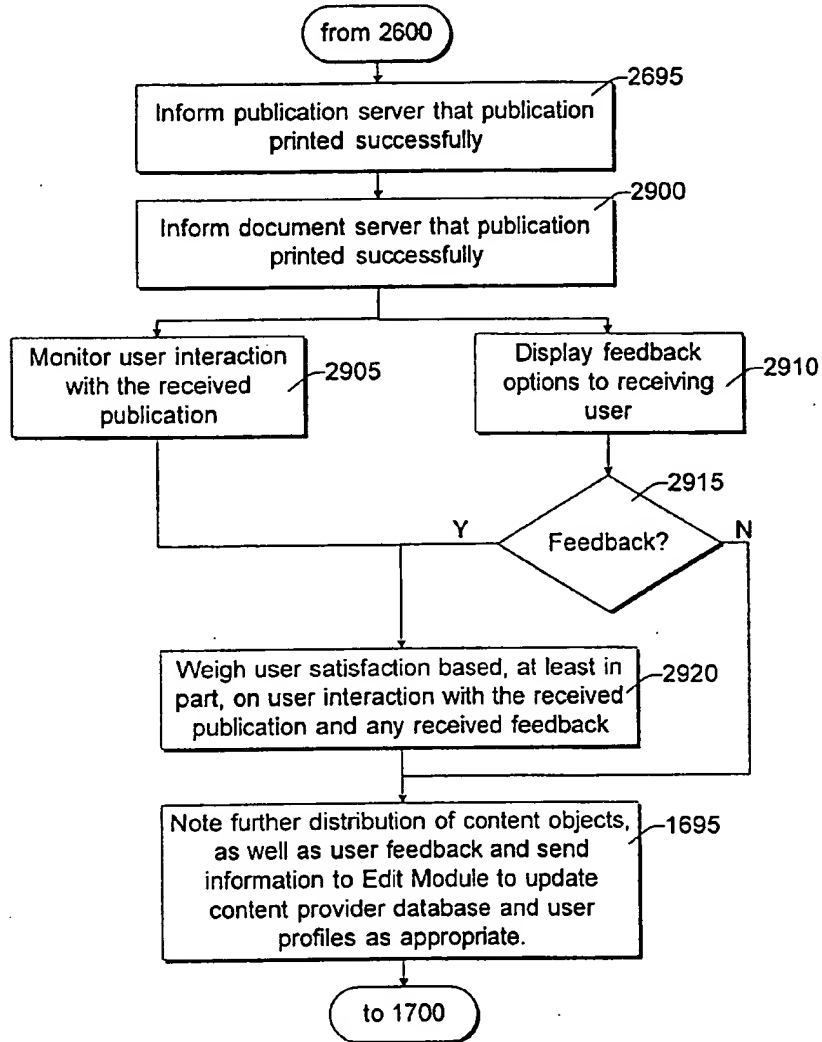 from 2600
2695
Inform publication server that publication
printed successfully
2900
Inform document server that publication
printed successfully
Monitor user interaction
with the received
publication
2905
Display feedback
options to receiving
user
2910
2915
Y
Feedback?
N
Weigh user satisfaction based, at least in
part, on user interaction with the received
publication and any received feedback
2920
Note further distribution of content objects,
as well as user feedback and send
information to Edit Module to update
content provider database and user
profiles as appropriate.
1695
to 1700